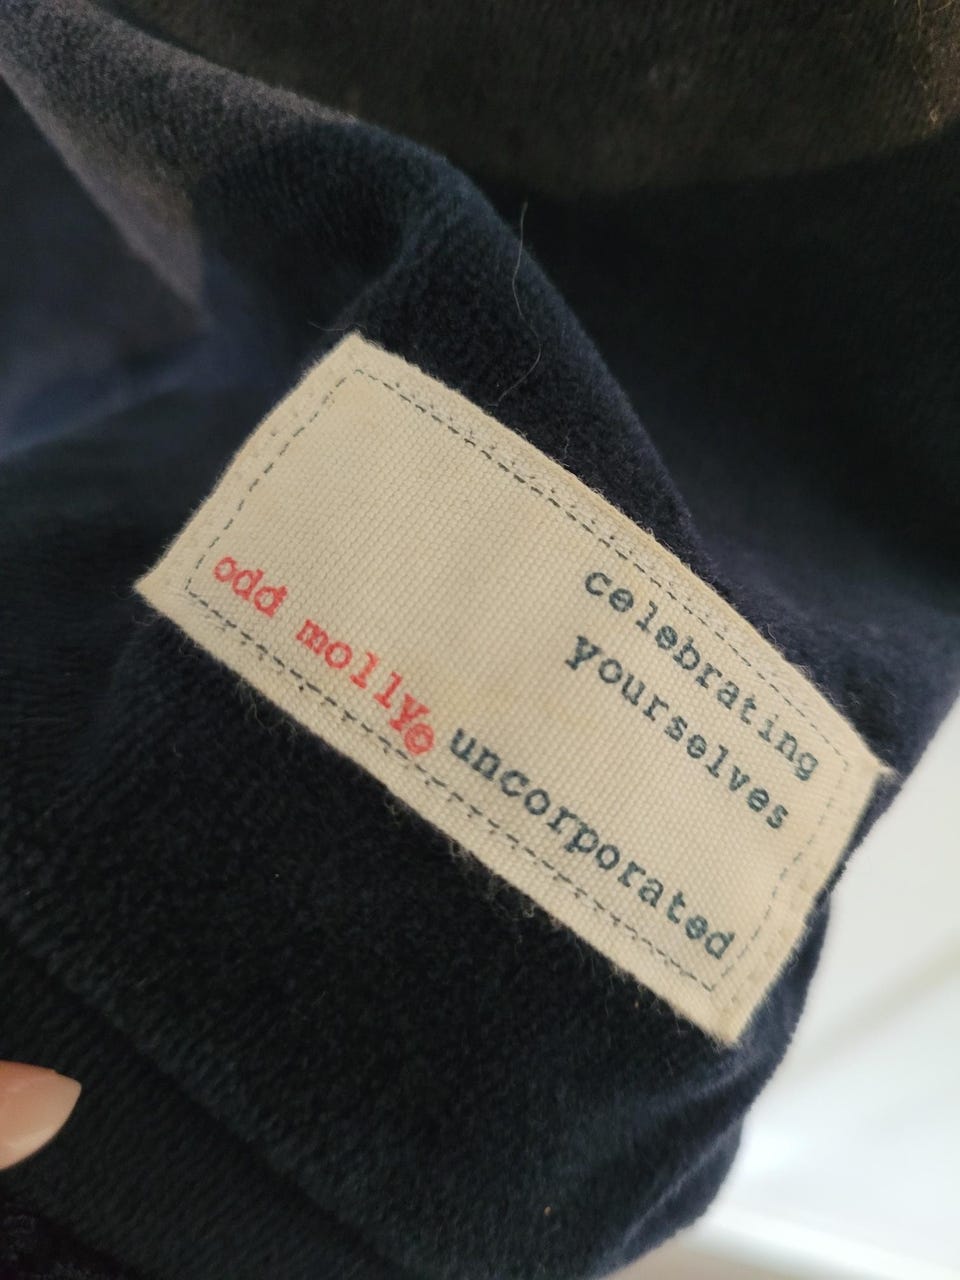 celebrating
yourselves
odd molly© uncorporated